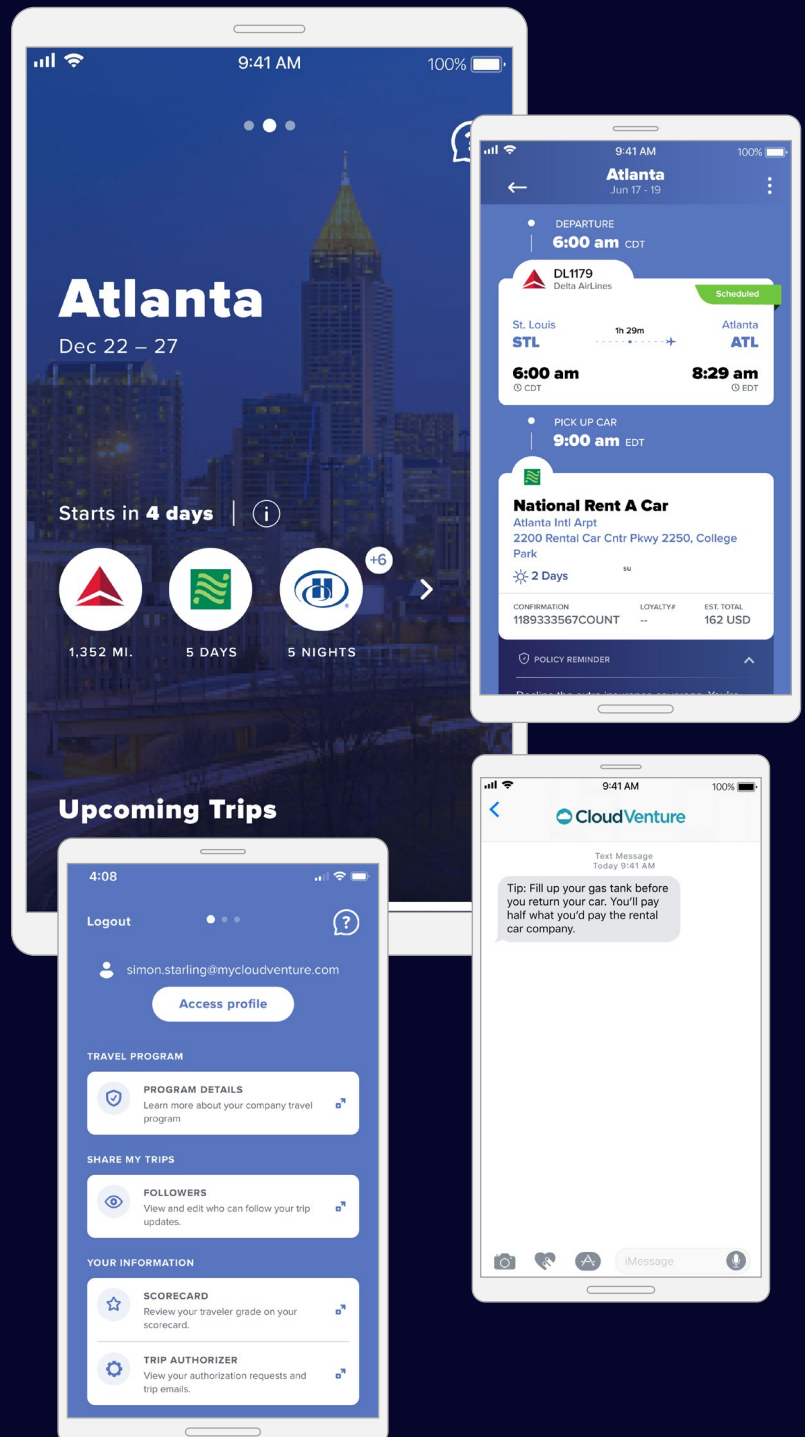 9:41 AM
100%
Atlanta
Dec 22 – 27
Starts in 4 days
i
+6
1,352 MI.
5 DAYS
5 NIGHTS
Upcoming Trips
9:41 AM
100%
Atlanta
Jun 17 - 19
DEPARTURE
6:00 am CDT
DL1179
Delta AirLines
Scheduled
St. Louis
1h 29m
Atlanta
STL
ATL
6:00 am
8:29 am
CDT
EDT
PICK UP CAR
9:00 am EDT
National Rent A Car
Atlanta Intl Arpt
2200 Rental Car Cntr Pkwy 2250, College
Park
2 Days
su
CONFIRMATION
LOYALTY#
EST. TOTAL
1189333567COUNT
--
162 USD
POLICY REMINDER
4:08
Logout
?
simon.starling@mycloudventure.com
Access profile
TRAVEL PROGRAM
PROGRAM DETAILS
Learn more about your company travel
program
SHARE MY TRIPS
FOLLOWERS
View and edit who can follow your trip
updates.
YOUR INFORMATION
SCORECARD
Review your traveler grade on your
scorecard.
TRIP AUTHORIZER
View your authorization requests and
trip emails.
9:41 AM
100%
CloudVenture
Text Message
Today 9:41 AM
Tip: Fill up your gas tank before
you return your car. You'll pay
half what you'd pay the rental
car company.
iMessage